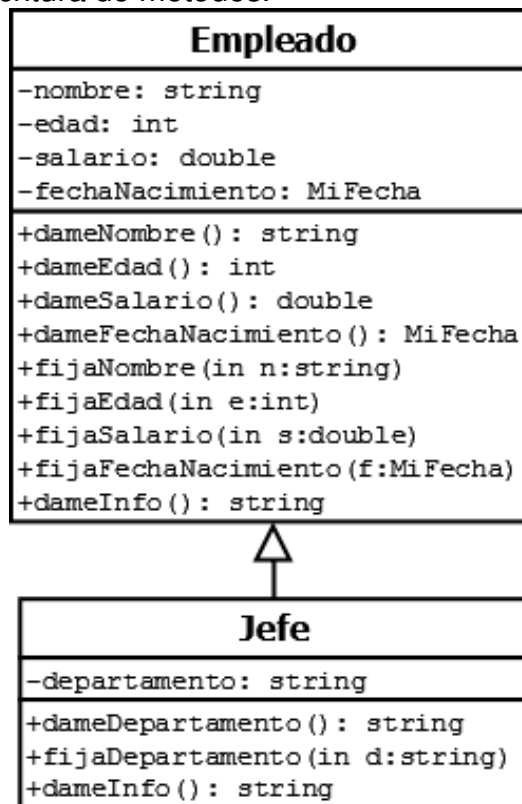 métodos.
Empleado
-nombre: string
-edad: int
-salario: double
-fechaNacimiento: MiFecha
+dameNombre(): string
+dameEdad(): int
+dameSalario(): double
+dameFechaNacimiento(): MiFecha
+fijaNombre(in n:string)
+fijaEdad(in e:int)
+fijaSalario(in s:double)
+fijaFechaNacimiento(f:MiFecha)
+dameInfo(): string
Jefe
-departamento: string
+dameDepartamento(): string
+fijaDepartamento(in d:string)
+dameInfo(): string